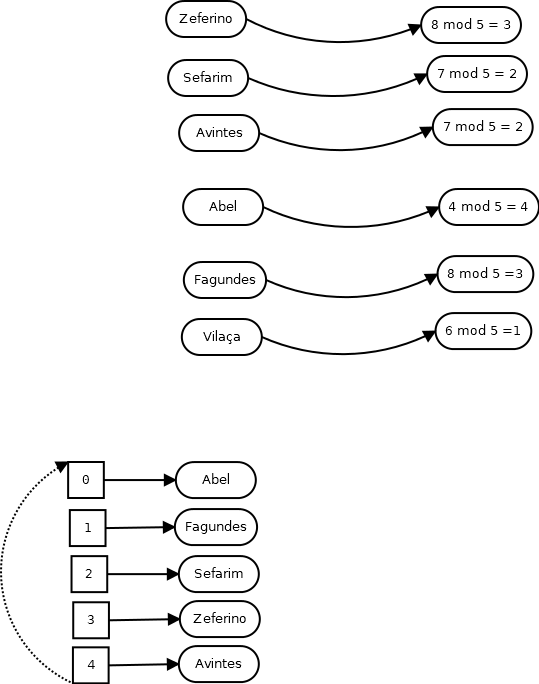 Zeferino 8 mod 5 = 3
Sefarim 7 mod 5 = 2
Avintes 7 mod 5 = 2
Abel 4 mod 5 = 4
Fagundes 8 mod 5 =3
Vilaça 6 mod 5 =1
0 Abel
1 Fagundes
2 Sefarim
3 Zeferino
4 Avintes